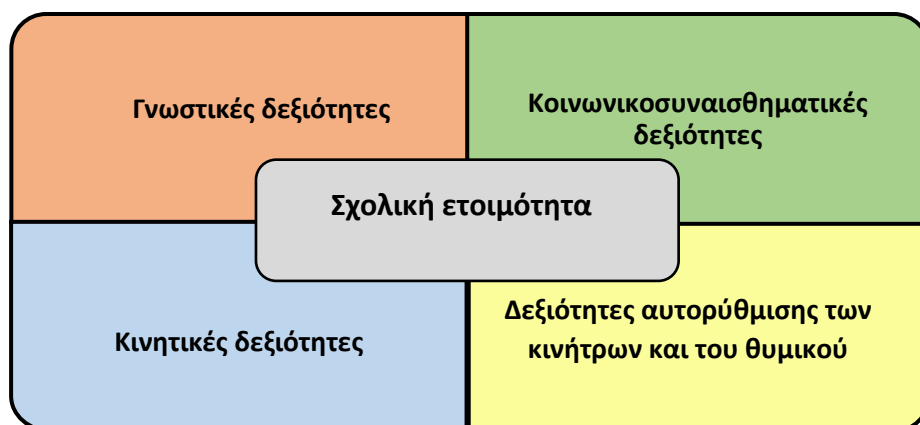 Γνωστικές δεξιότητες
Κοινωνικοσυναισθηματικές
δεξιότητες
Σχολική ετοιμότητα
Κινητικές δεξιότητες
Δεξιότητες αυτορύθμισης των
κινήτρων και του θυμικού